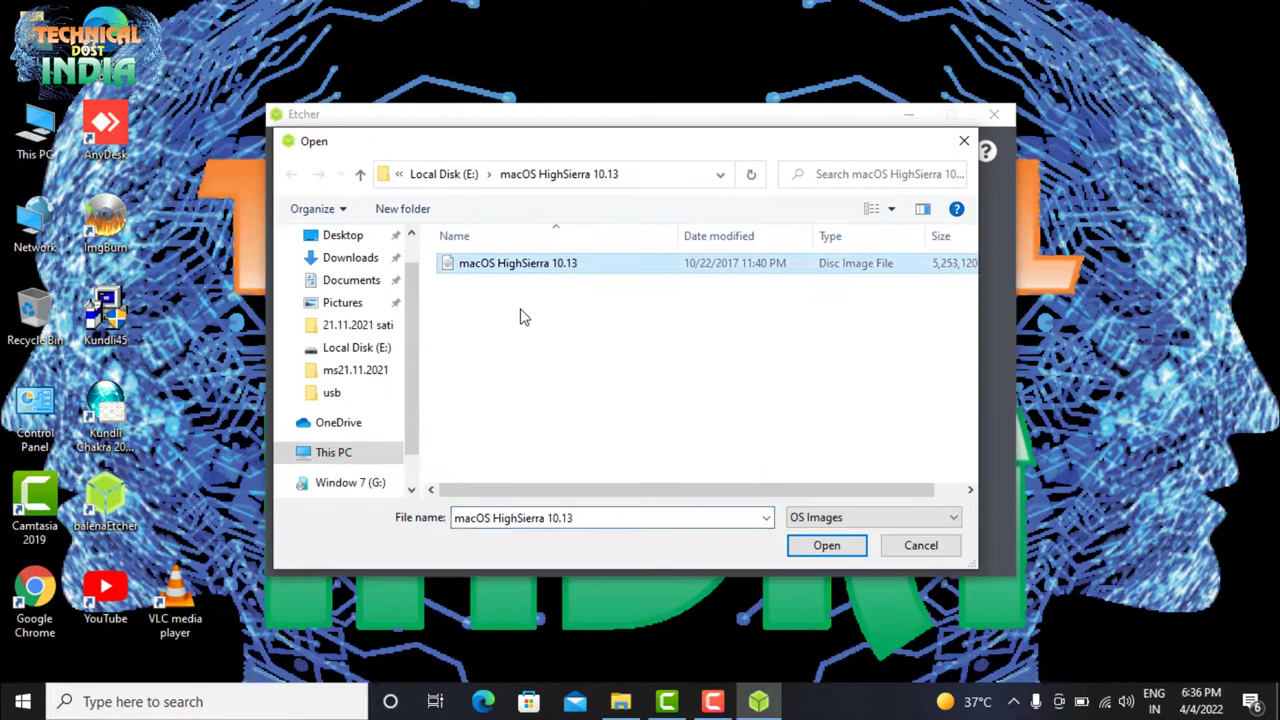 TECHNICAL
DOST
INDIA
This PC
AnyDesk
Network
ImgBurn
Recycle Bin
Kundli45
Control
Panel
Kundli
Chakra 20...
Camtasia
2019
balenaEtcher
Google
Chrome
YouTube
VLC media
player
Etcher
Open
« Local Disk (E:) › macOS HighSierra 10.13
Search macOS HighSierra 10...
Organize
New folder
Desktop
Downloads
Documents
Pictures
21.11.2021 sati
Local Disk (E:)
ms21.11.2021
usb
OneDrive
This PC
Window 7 (G:)
Name
Date modified
Type
Size
macOS HighSierra 10.13
10/22/2017 11:40 PM
Disc Image File
5,253,120
File name:
macOS HighSierra 10.13
OS Images
Open
Cancel
Type here to search
37°C
ENG
IN
6:36 PM
4/4/2022
6